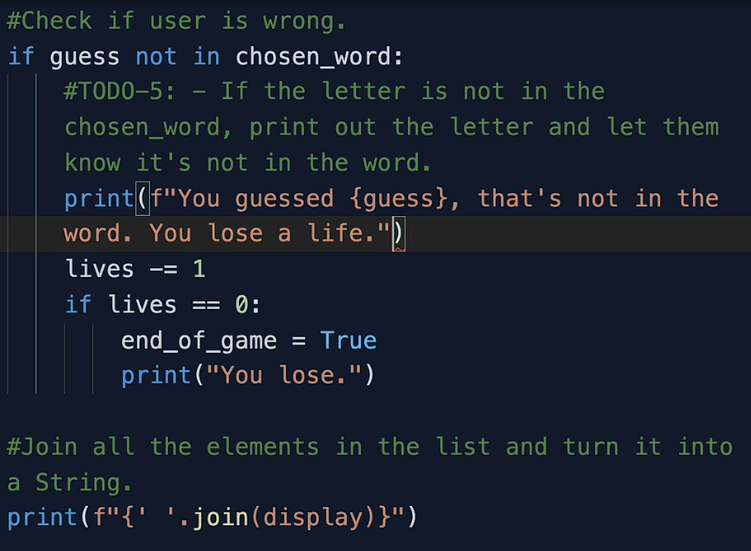 #Check if user is wrong.
if guess not in chosen_word:
#TODO-5: - If the letter is not in the
chosen_word, print out the letter and let them
know it's not in the word.
print(f"You guessed {guess}, that's not in the
word. You lose a life.")
lives -= 1
if lives == 0:
end_of_game = True
print("You lose.")
#Join all the elements in the list and turn it into
a String.
print(f"{' '.join(display)}")